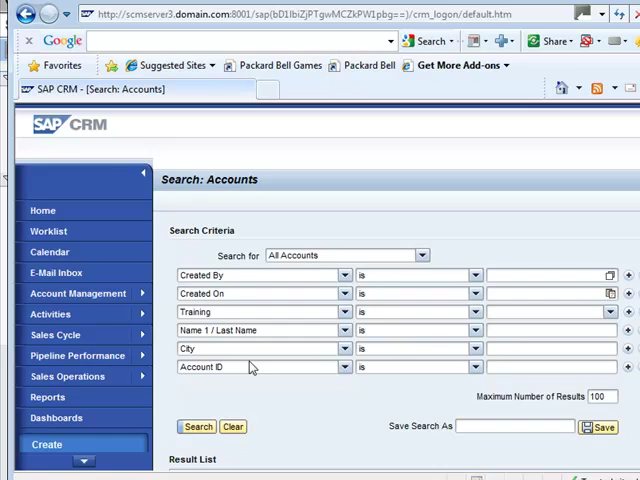 http://scmserver3.domain.com:8001/sap(bD1lbiZjPTgwMCZkPW1pbg==)/crm_logon/default.htm
Google Search Share
Favorites Suggested Sites Packard Bell Games Packard Bell Get More Add-ons
SAP CRM - [Search: Accounts]
SAP CRM
Search: Accounts
Home
Worklist
Calendar
E-Mail Inbox
Account Management
Activities
Sales Cycle
Pipeline Performance
Sales Operations
Reports
Dashboards
Create
Search Criteria
Search for All Accounts
Created By is
Created On is
Training is
Name 1 / Last Name is
City is
Account ID is
Maximum Number of Results 100
Search Clear Save Search As Save
Result List